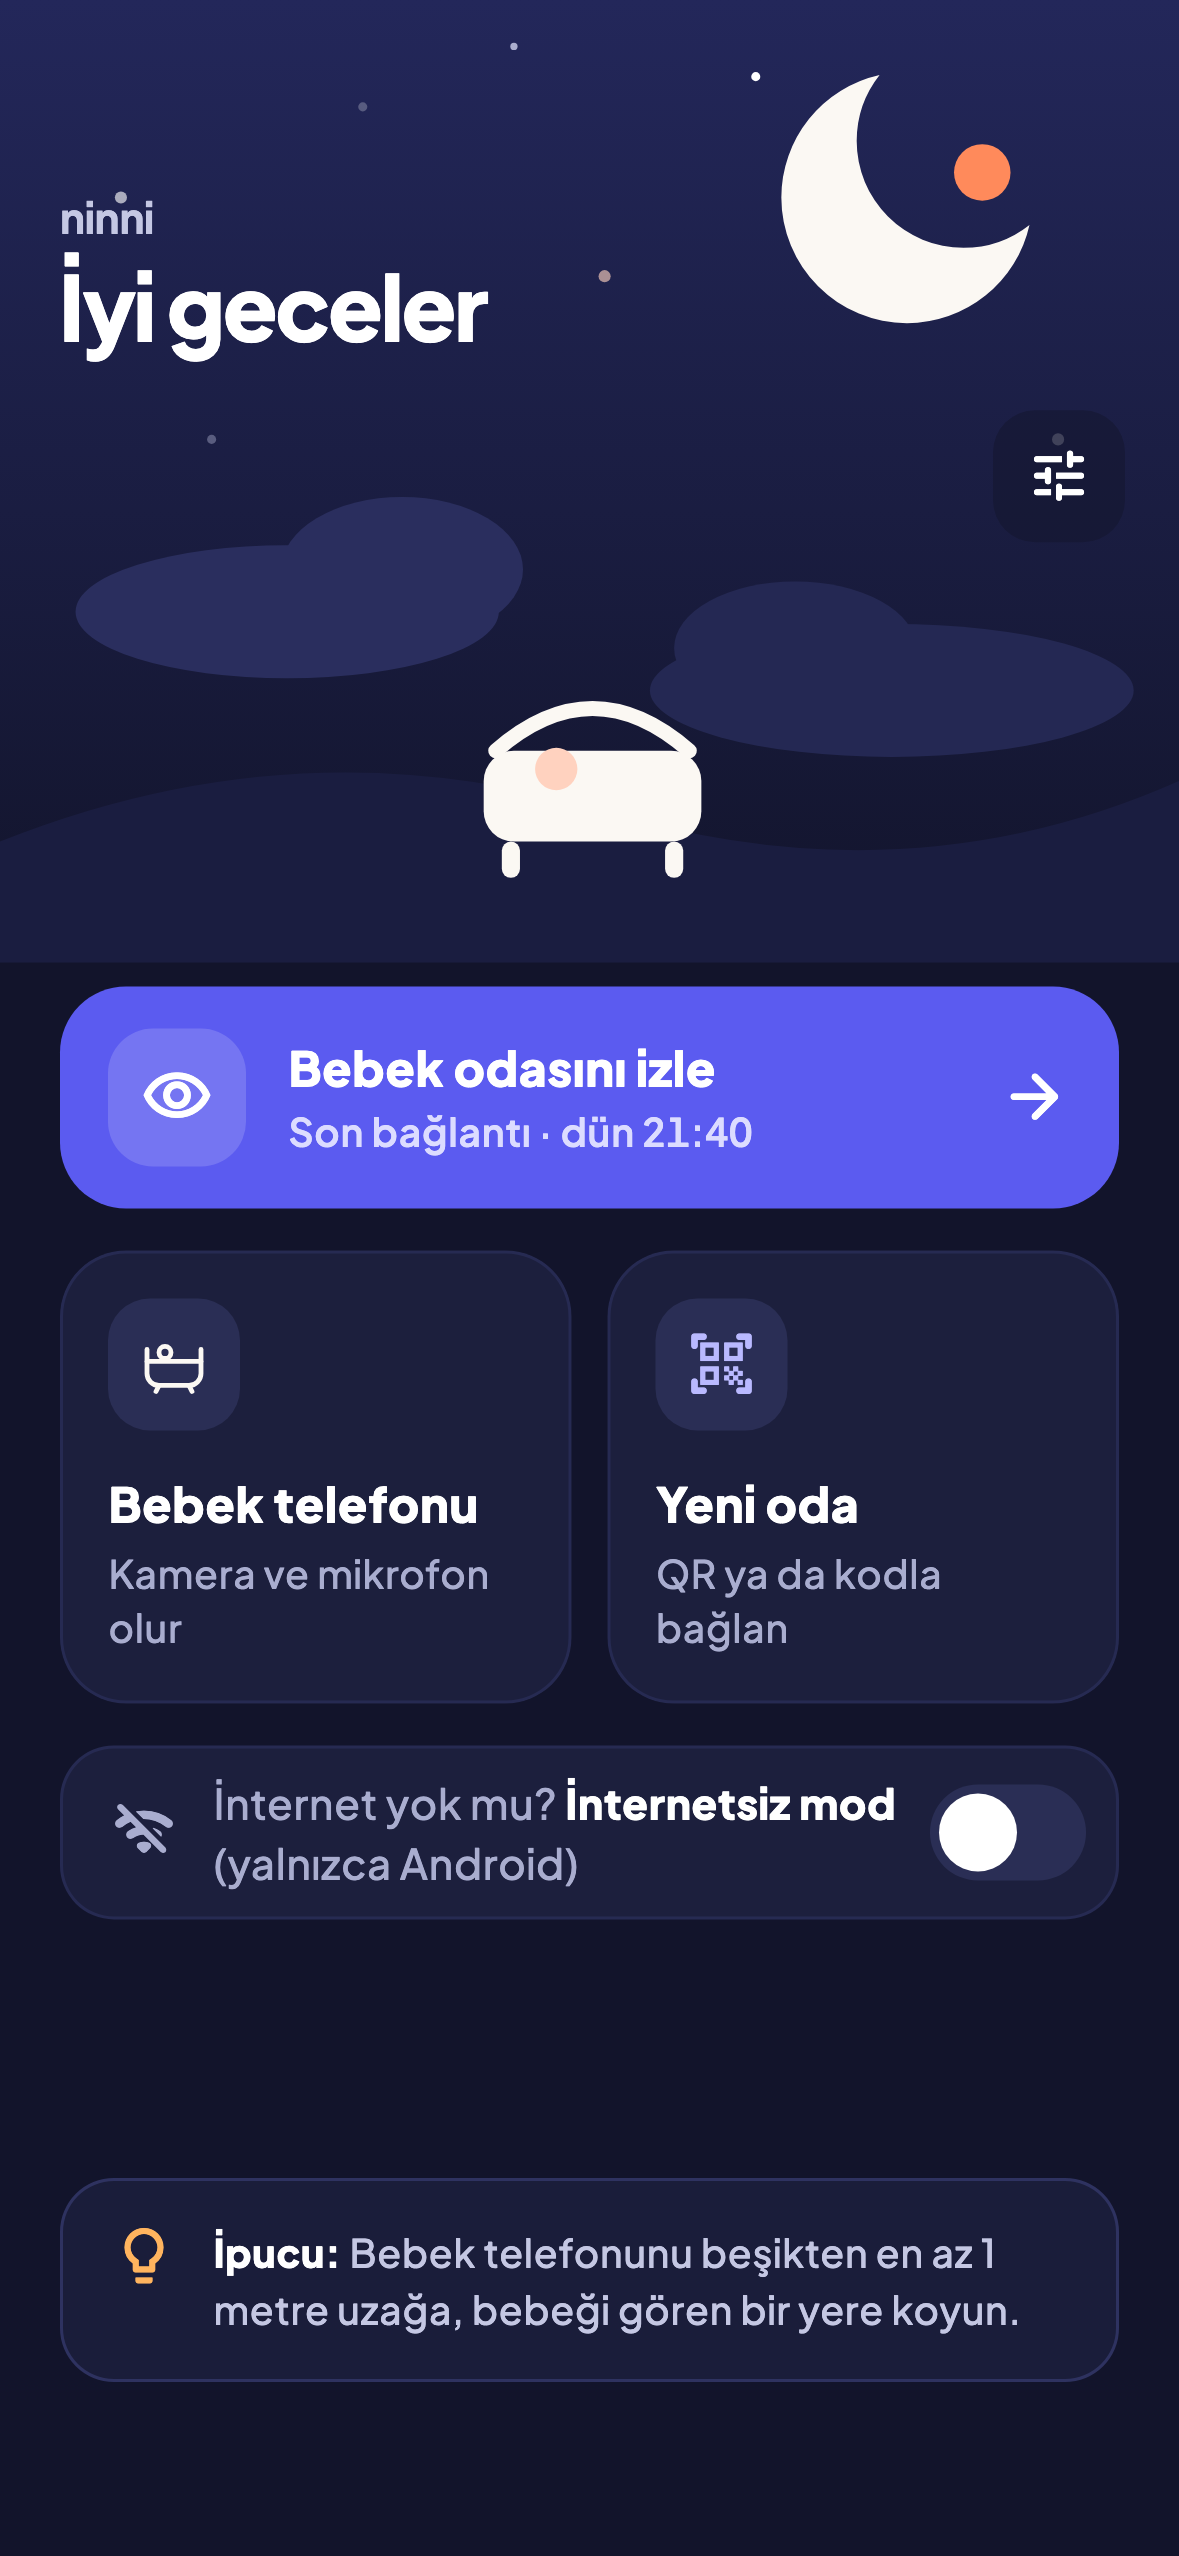 ninni
İyi geceler
Bebek odasını izle
Son bağlantı · dün 21:40
Bebek telefonu
Kamera ve mikrofon
olur
Yeni oda
QR ya da kodla
bağlan
İnternet yok mu? İnternetsiz mod
(yalnızca Android)
İpucu: Bebek telefonunu beşikten en az 1
metre uzağa, bebeği gören bir yere koyun.